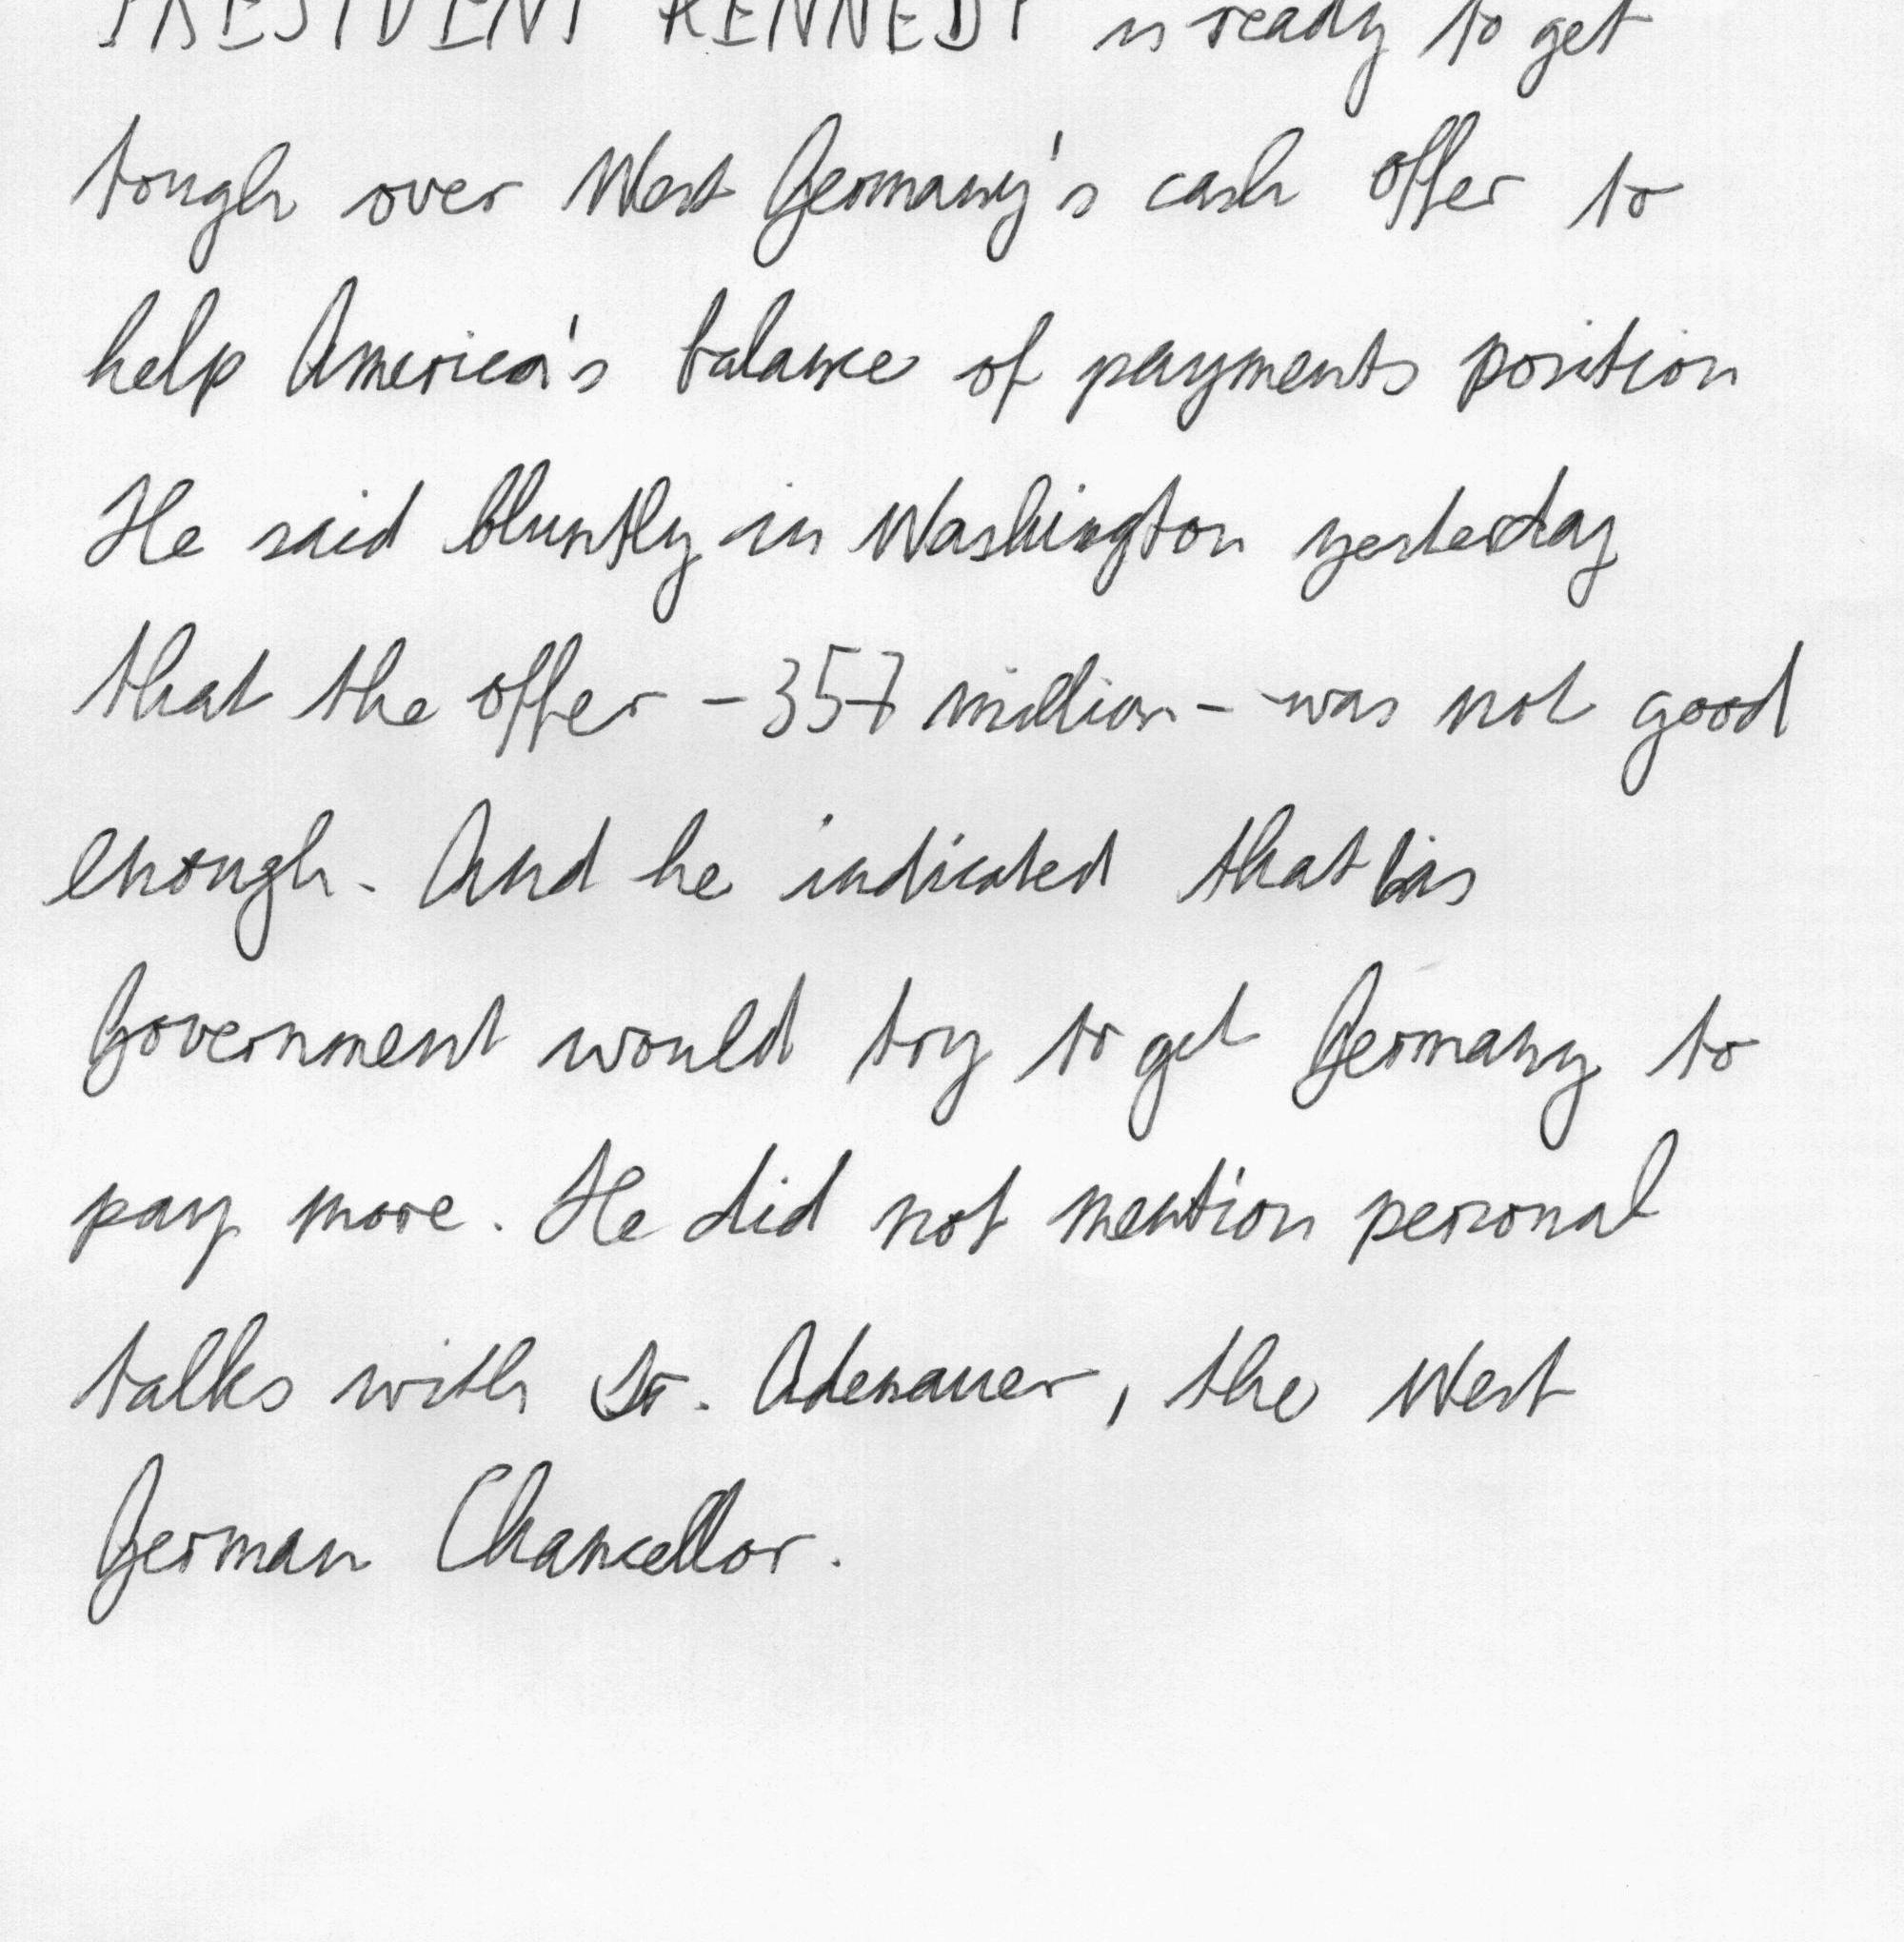 PRESIDENT KENNEDY is ready to get
tough over West Germany's cash offer to
help America's balance of payments position
He said bluntly in Washington yesterday
that the offer - 357 million - was not good
enough. And he indicated that his
Government would try to get Germany to
pay more. He did not mention personal
talks with Dr. Adenauer, the West
German Chancellor.